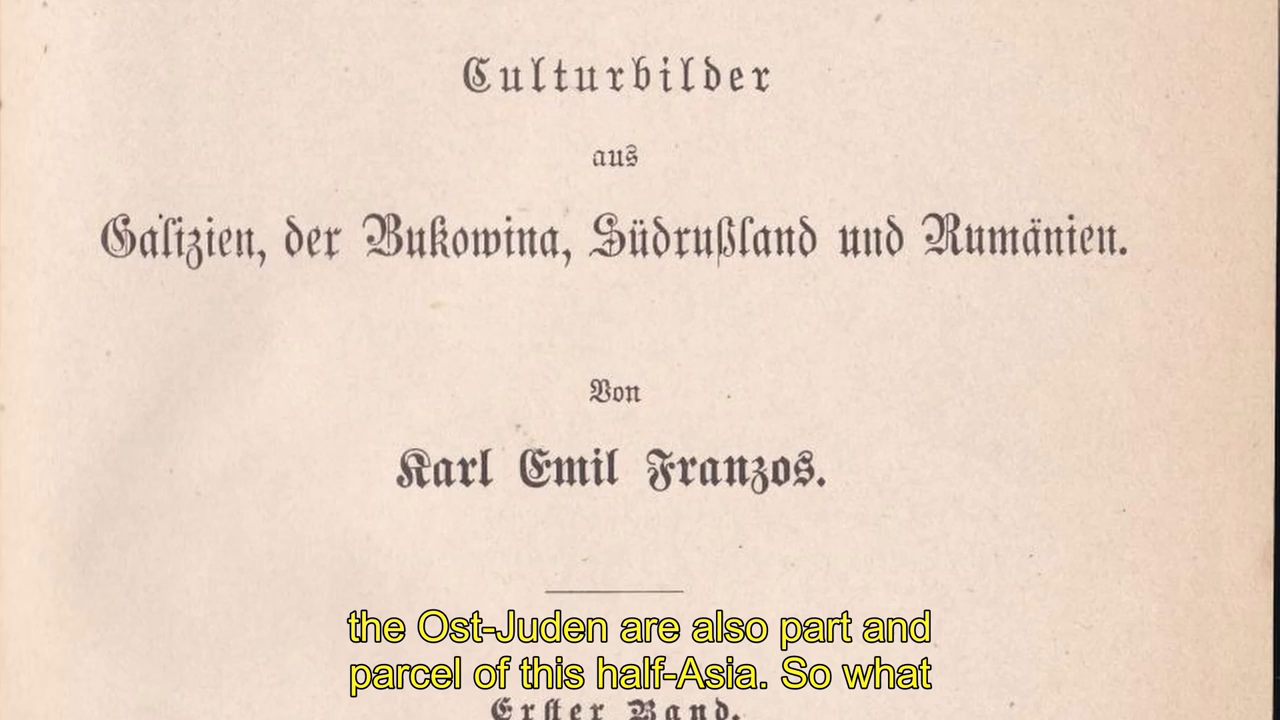 Culturbilder
aus
Galizien, der Bukowina, Südrußland und Rumänien.
Von
Karl Emil Franzos.
the Ost-Juden are also part and
parcel of this half-Asia. So what
Erster Band.